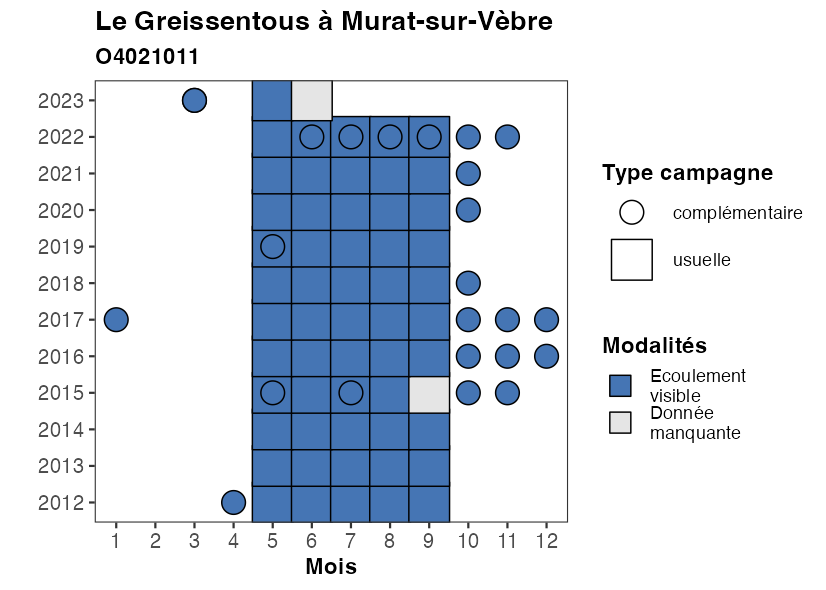 Le Greissentous à Murat-sur-Vèbre
O4021011
2023
2022
2021
2020
2019
2018
2017
2016
2015
2014
2013
2012
1 2 3 4 5 6 7 8 9 10 11 12
Mois
Type campagne
complémentaire
usuelle
Modalités
Ecoulement
visible
Donnée
manquante